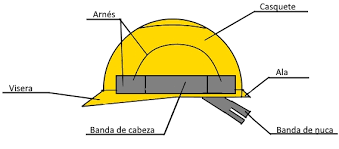 Arnés
Casquete
Ala
Visera
Banda de cabeza
Banda de nuca